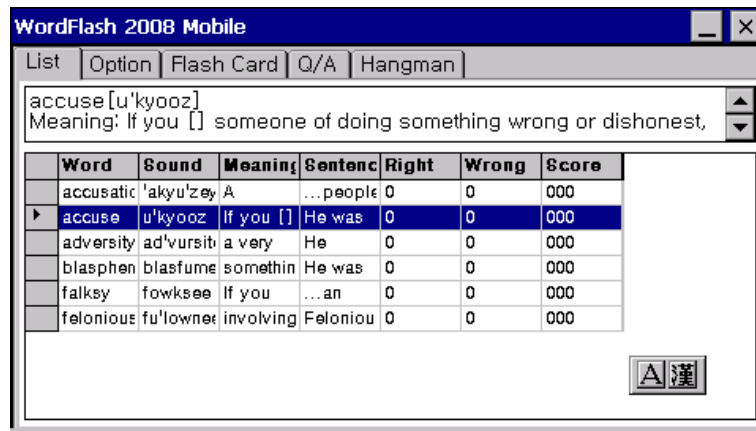 WordFlash 2008 Mobile
List Option Flash Card Q/A Hangman
accuse[u'kyooz]
Meaning: If you [] someone of doing something wrong or dishonest,
Word Sound Meaning Sentenc Right Wrong Score
accusatic 'akyu'zey A ...people 0 0 000
accuse u'kyooz If you [] He was 0 0 000
adversity ad'vursiti a very He 0 0 000
blasphen blasfume somethin He was 0 0 000
falksy fowksee If you ...an 0 0 000
felonious fu'lownee involving Feloniou 0 0 000
A 漢